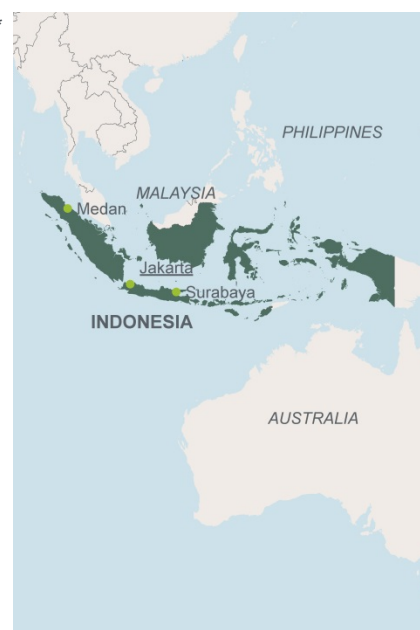 *
PHILIPPINES
MALAYSIA
Medan
Jakarta
Surabaya
INDONESIA
AUSTRALIA